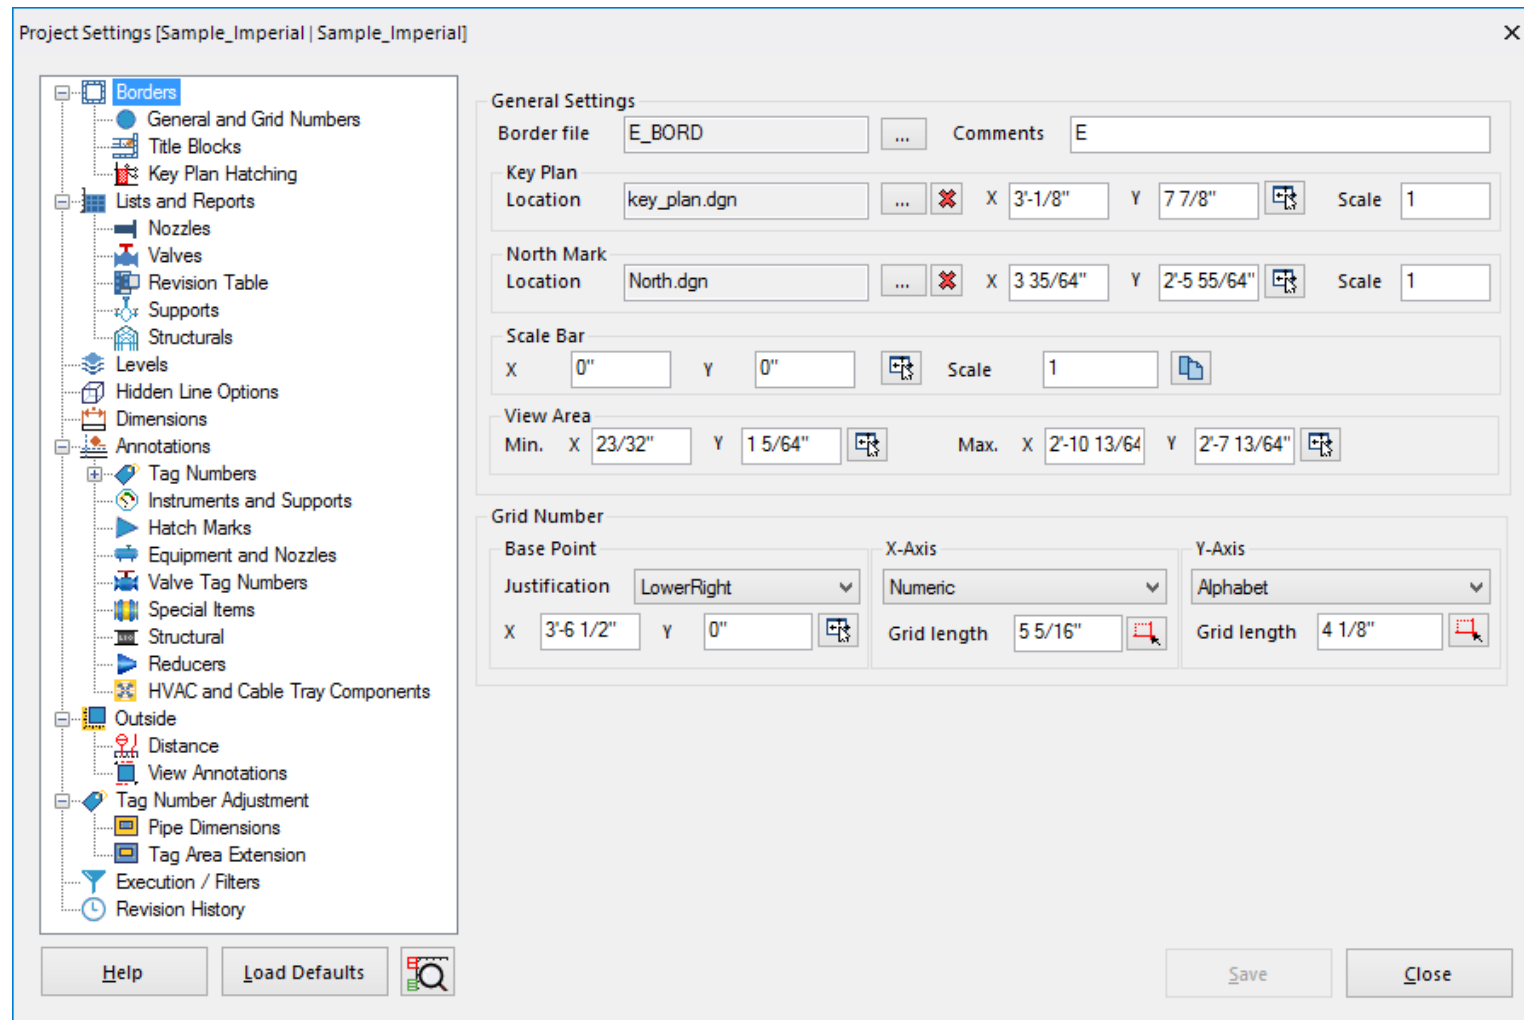 Project Settings [Sample_Imperial | Sample_Imperial]
Borders
General and Grid Numbers
Title Blocks
Key Plan Hatching
Lists and Reports
Nozzles
Valves
Revision Table
Supports
Structurals
Levels
Hidden Line Options
Dimensions
Annotations
Tag Numbers
Instruments and Supports
Hatch Marks
Equipment and Nozzles
Valve Tag Numbers
Special Items
Structural
Reducers
HVAC and Cable Tray Components
Outside
Distance
View Annotations
Tag Number Adjustment
Pipe Dimensions
Tag Area Extension
Execution / Filters
Revision History
Help Load Defaults
General Settings
Border file E_BORD ... Comments E
Key Plan
Location key_plan.dgn ... X 3'-1/8" Y 7 7/8" Scale 1
North Mark
Location North.dgn ... X 3 35/64" Y 2'-5 55/64" Scale 1
Scale Bar
X 0" Y 0" Scale 1
View Area
Min. X 23/32" Y 1 5/64" Max. X 2'-10 13/64 Y 2'-7 13/64"
Grid Number
Base Point X-Axis Y-Axis
Justification LowerRight Numeric Alphabet
X 3'-6 1/2" Y 0" Grid length 5 5/16" Grid length 4 1/8"
Save Close